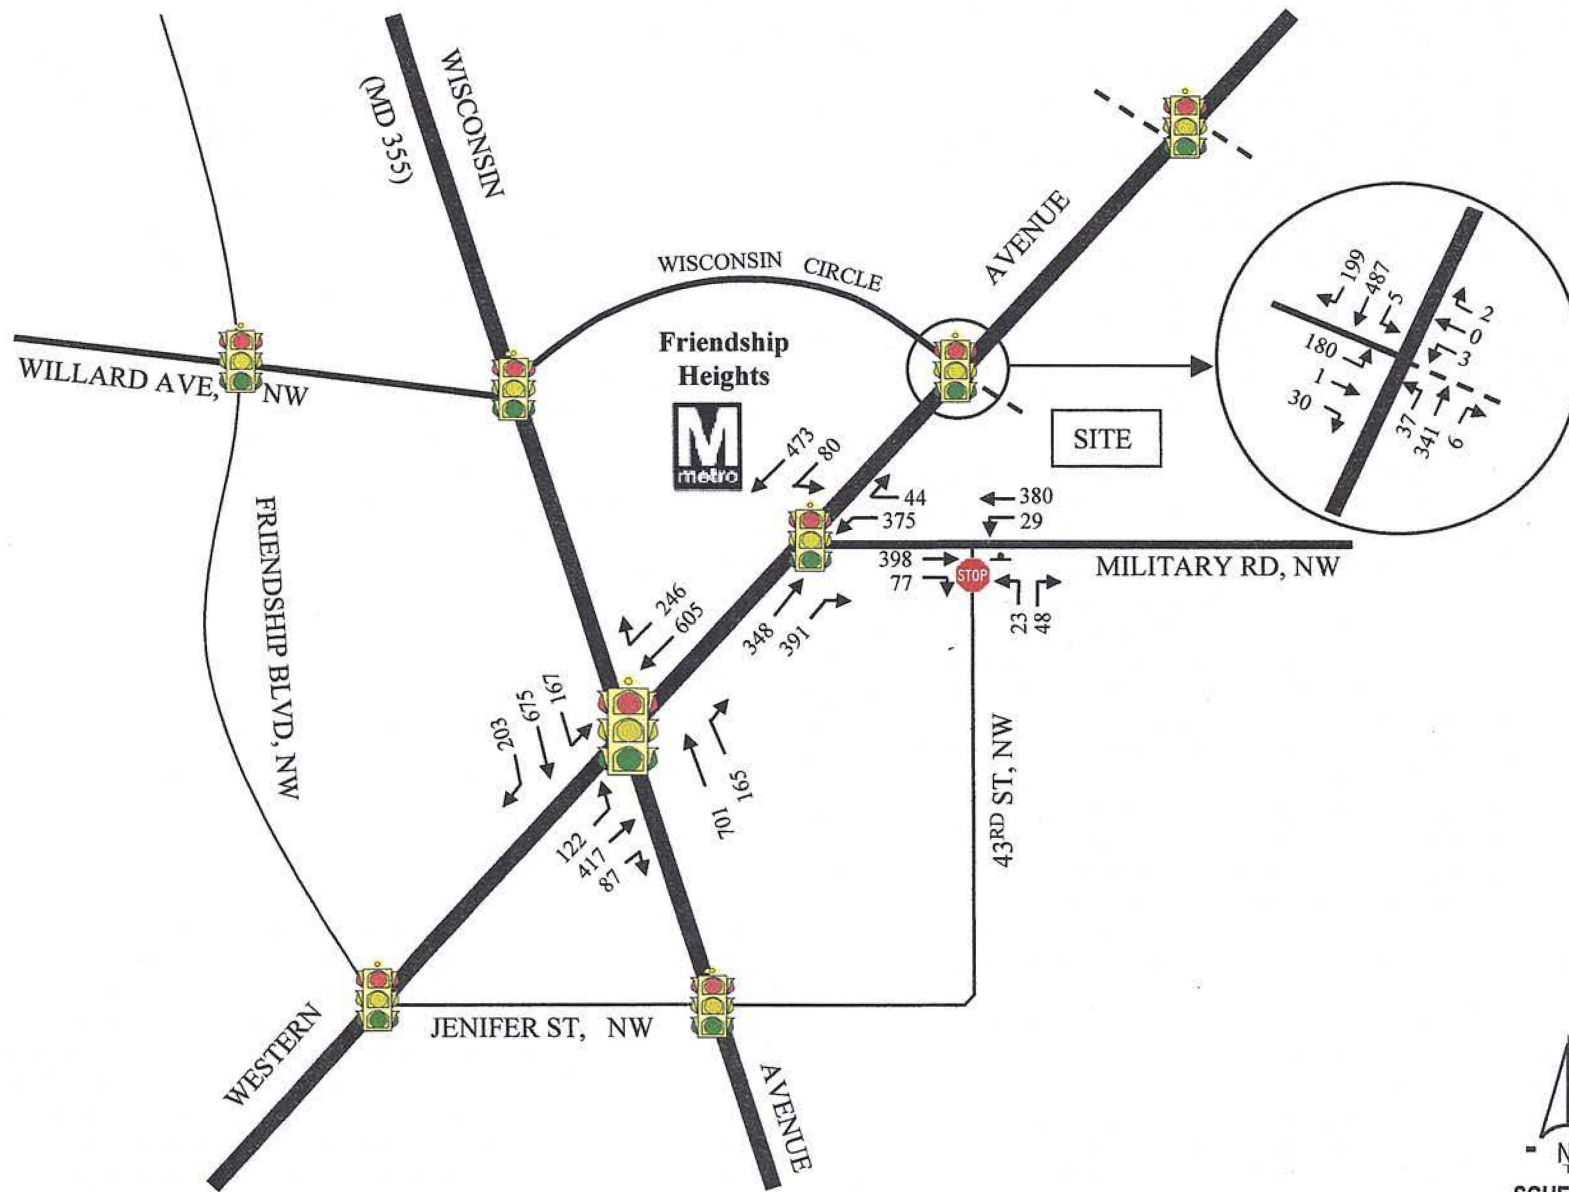 WISCONSIN
(MD 355)
AVENUE
WISCONSIN CIRCLE
199
487
5
2
0
3
180
1
30
37
341
6
WILLARD AVE, NW
Friendship
Heights
M
metro
SITE
473
80
44
375
380
29
398
77
STOP
MILITARY RD, NW
23
48
348
391
246
605
FRIENDSHIP BLVD, NW
203
675
167
701
165
122
417
87
43RD ST, NW
WESTERN
JENIFER ST, NW
AVENUE